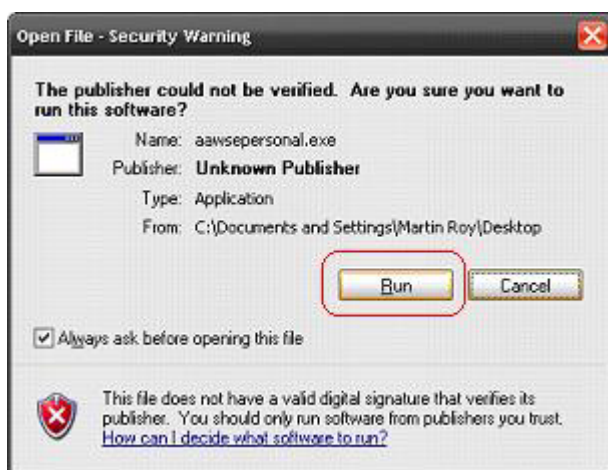 Open File - Security Warning
The publisher could not be verified. Are you sure you want to
run this software?
Name: aawsepersonal.exe
Publisher: Unknown Publisher
Type: Application
From: C:\Documents and Settings\Martin Roy\Desktop
Run Cancel
Always ask before opening this file
This file does not have a valid digital signature that verifies its
publisher. You should only run software from publishers you trust.
How can I decide what software to run?